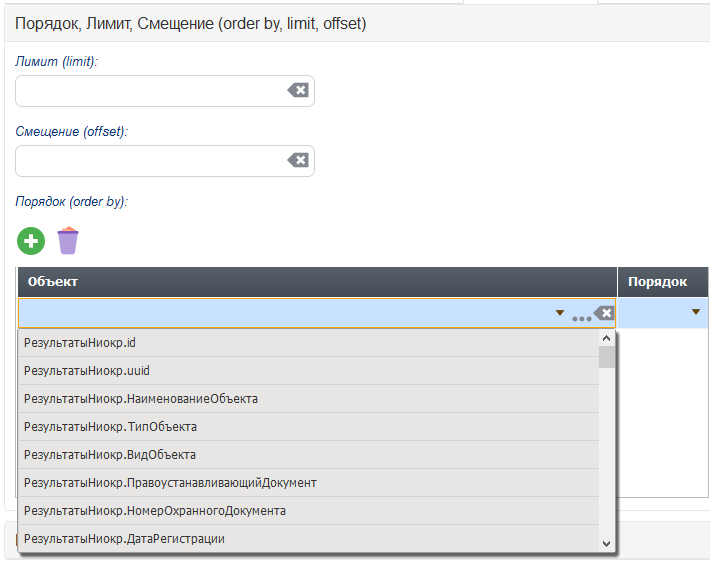 Порядок, Лимит, Смещение (order by, limit, offset)
Лимит (limit):
Смещение (offset):
Порядок (order by):
Объект Порядок
РезультатыНиокр.id
РезультатыНиокр.uuid
РезультатыНиокр.НаименованиеОбъекта
РезультатыНиокр.ТипОбъекта
РезультатыНиокр.ВидОбъекта
РезультатыНиокр.ПравоустанавливающийДокумент
РезультатыНиокр.НомерОхранногоДокумента
РезультатыНиокр.ДатаРегистрации